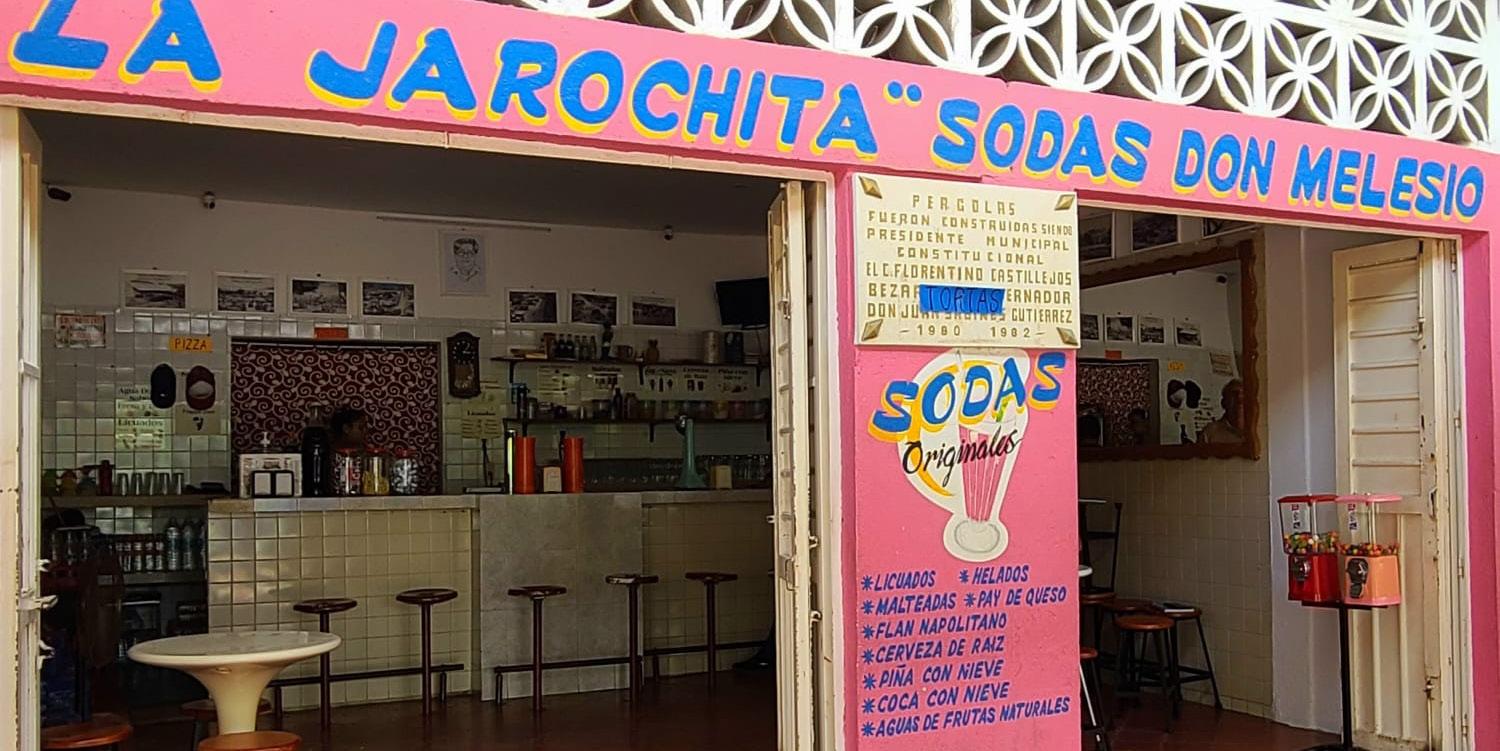 LA JAROCHITA" SODAS DON MELESIO
PERGOLAS
FUERON CONSTRUIDAS SIENDO
PRESIDENTE MUNICIPAL
CONSTITUCIONAL
EL C. FLORENTINO CASTILLEJOS
TORTAS
GUTIERREZ
-1980 1982-
PIZZA
Licuados
SODAS
Originales
*LICUADOS *HELADOS
*MALTEADAS *PAY DE QUESO
*FLAN NAPOLITANO
*CERVEZA DE RAIZ
*PIÑA CON NIEVE
*COCA CON NIEVE
*AGUAS DE FRUTAS NATURALES